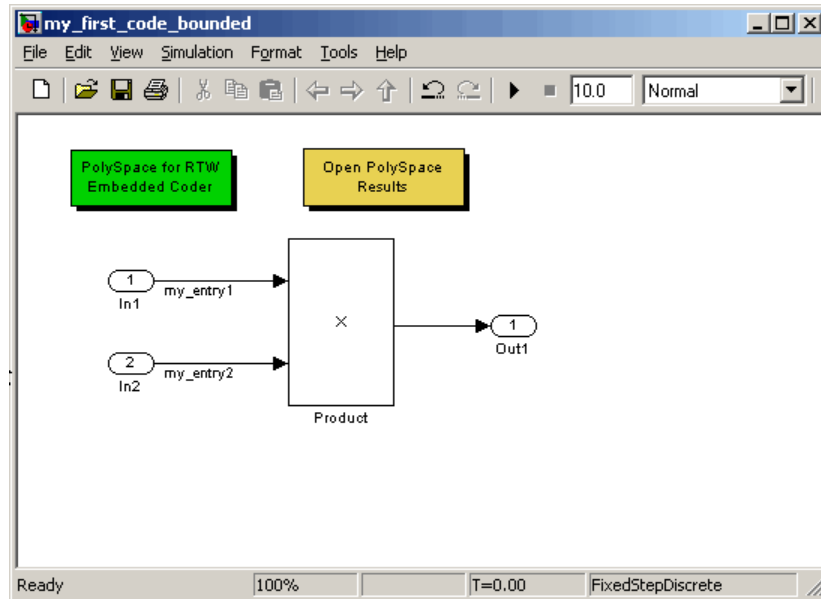 my_first_code_bounded
File Edit View Simulation Format Tools Help
10.0 Normal
PolySpace for RTW
Embedded Coder
Open PolySpace
Results
1
my_entry1
In1
×
1
Out1
2
my_entry2
In2
Product
Ready 100% T=0.00 FixedStepDiscrete